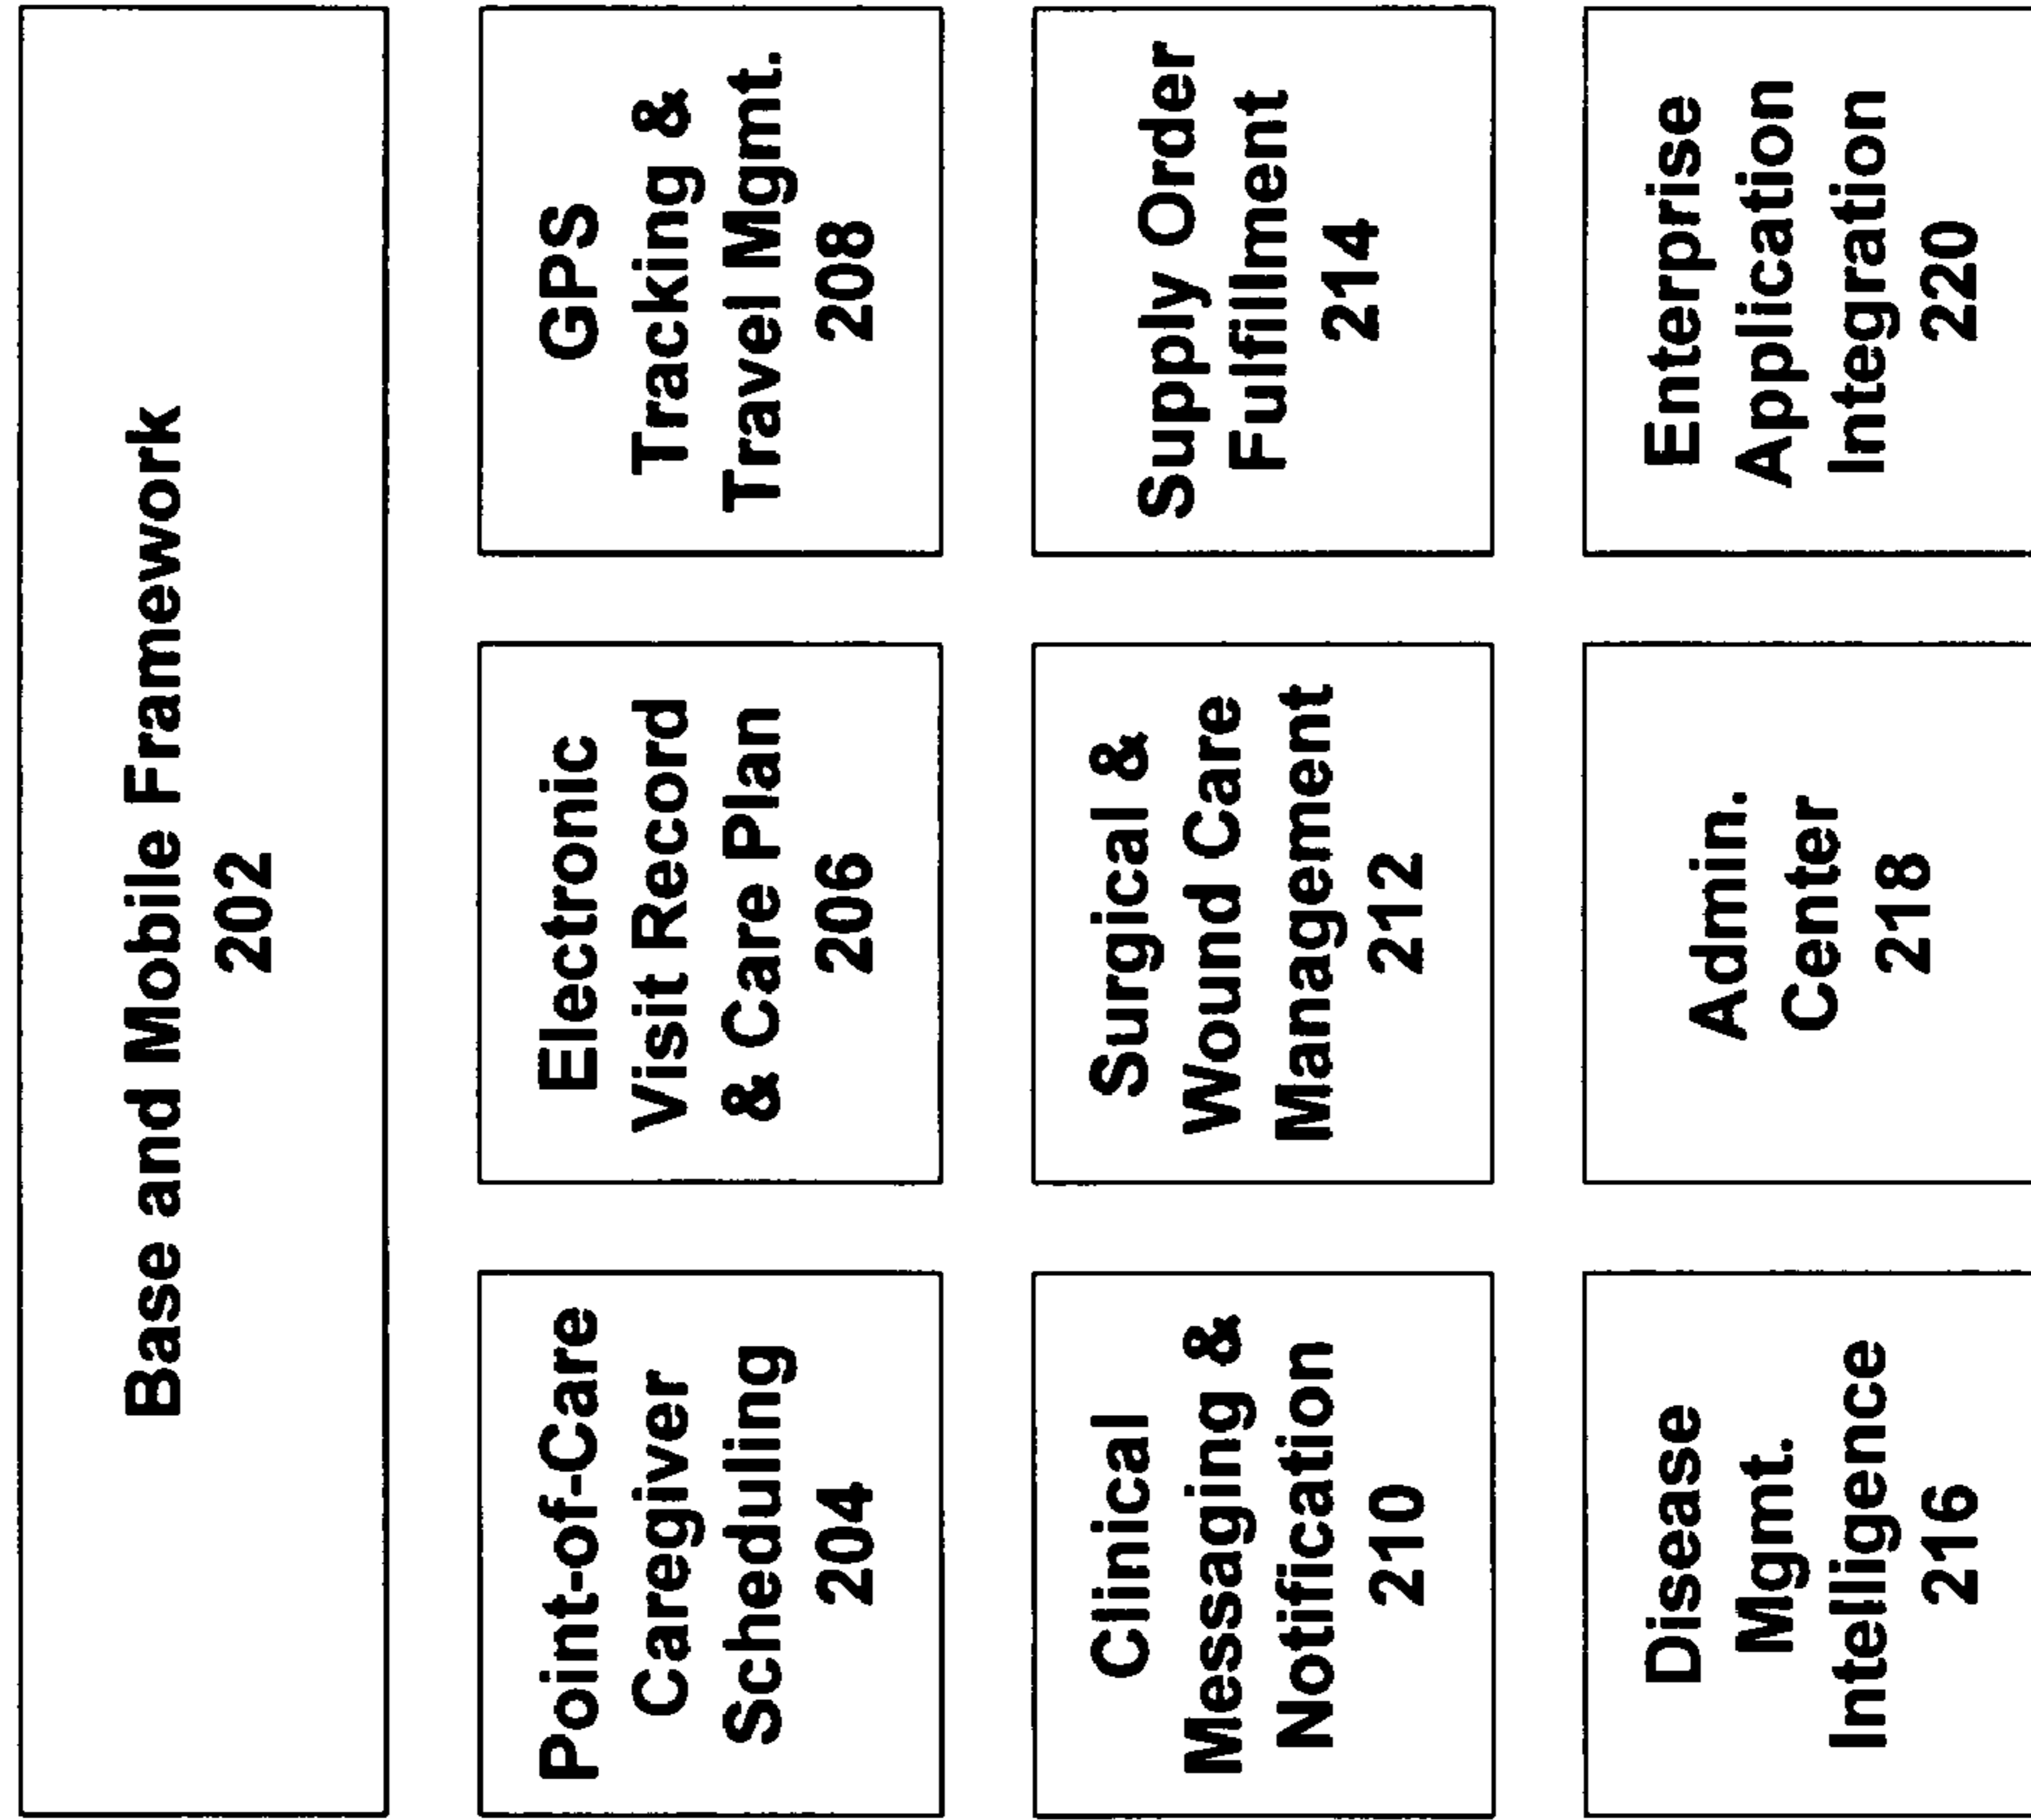 Base and Mobile Framework
202
Point-of-Care
Caregiver
Scheduling
204
Electronic
Visit Record
& Care Plan
206
GPS
Tracking &
Travel Mgmt.
208
Clinical
Messaging &
Notification
210
Surgical &
Wound Care
Management
212
Supply Order
Fulfillment
214
Disease
Mgmt.
Intelligence
216
Admin.
Center
218
Enterprise
Application
Integration
220